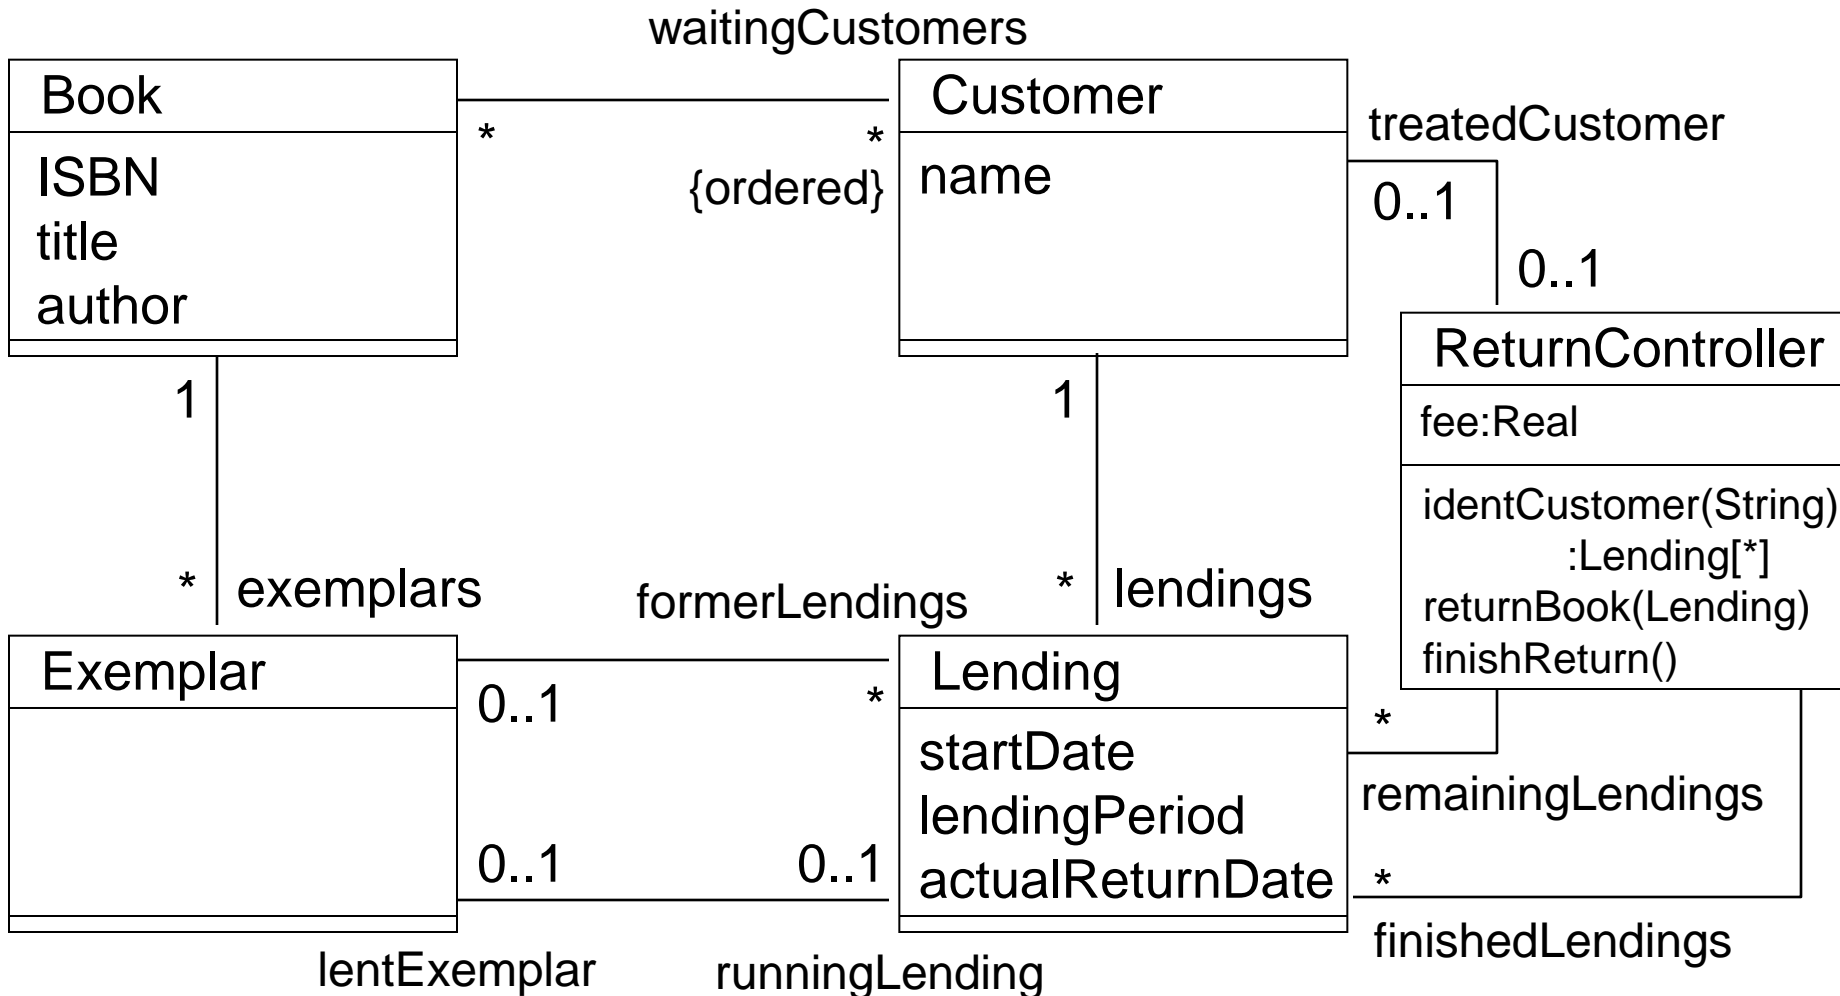 waitingCustomers
Book
*
*
{ordered}
ISBN
title
author
Customer
name
treatedCustomer
0..1
0..1
ReturnController
fee:Real
identCustomer(String)
:Lending[*]
returnBook(Lending)
finishReturn()
1
*
exemplars
1
*
lendings
formerLendings
Exemplar
0..1
*
0..1
0..1
Lending
startDate
lendingPeriod
actualReturnDate
*
remainingLendings
*
finishedLendings
lentExemplar
runningLending